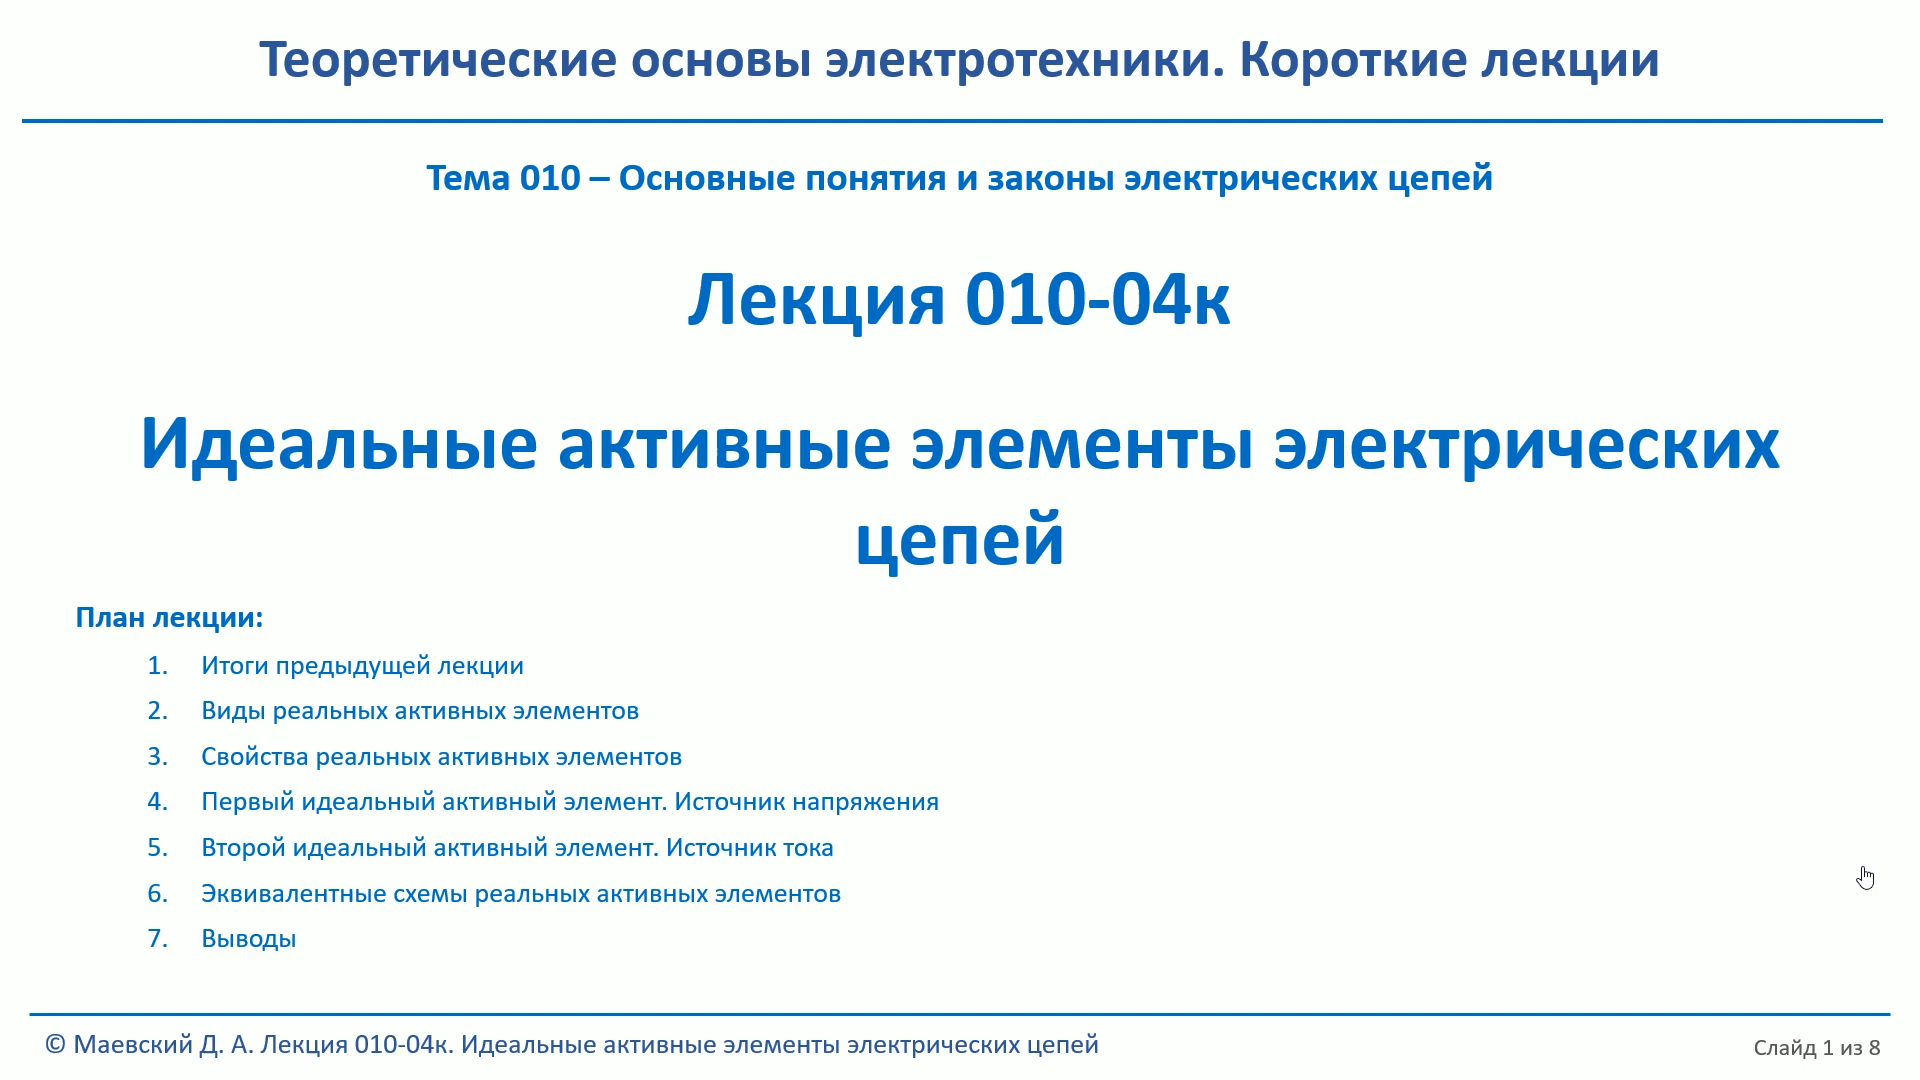 Теоретические основы электротехники. Короткие лекции
Тема 010 – Основные понятия и законы электрических цепей
Лекция 010-04к
Идеальные активные элементы электрических
цепей
План лекции:
1. Итоги предыдущей лекции
2. Виды реальных активных элементов
3. Свойства реальных активных элементов
4. Первый идеальный активный элемент. Источник напряжения
5. Второй идеальный активный элемент. Источник тока
6. Эквивалентные схемы реальных активных элементов
7. Выводы
© Маевский Д. А. Лекция 010-04к. Идеальные активные элементы электрических цепей
Слайд 1 из 8